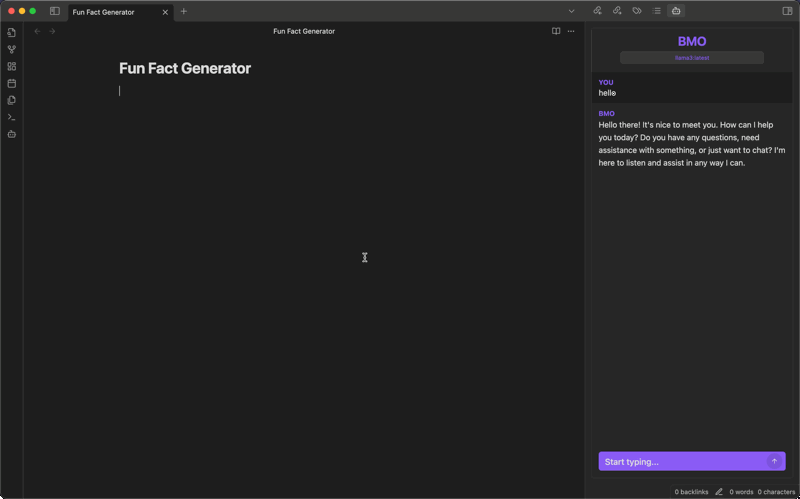 Fun Fact Generator
Fun Fact Generator
Fun Fact Generator
BMO
llama3:latest
YOU
hello
BMO
Hello there! It's nice to meet you. How can I help
you today? Do you have any questions, need
assistance with something, or just want to chat? I'm
here to listen and assist in any way I can.
Start typing...
0 backlinks 0 words 0 characters